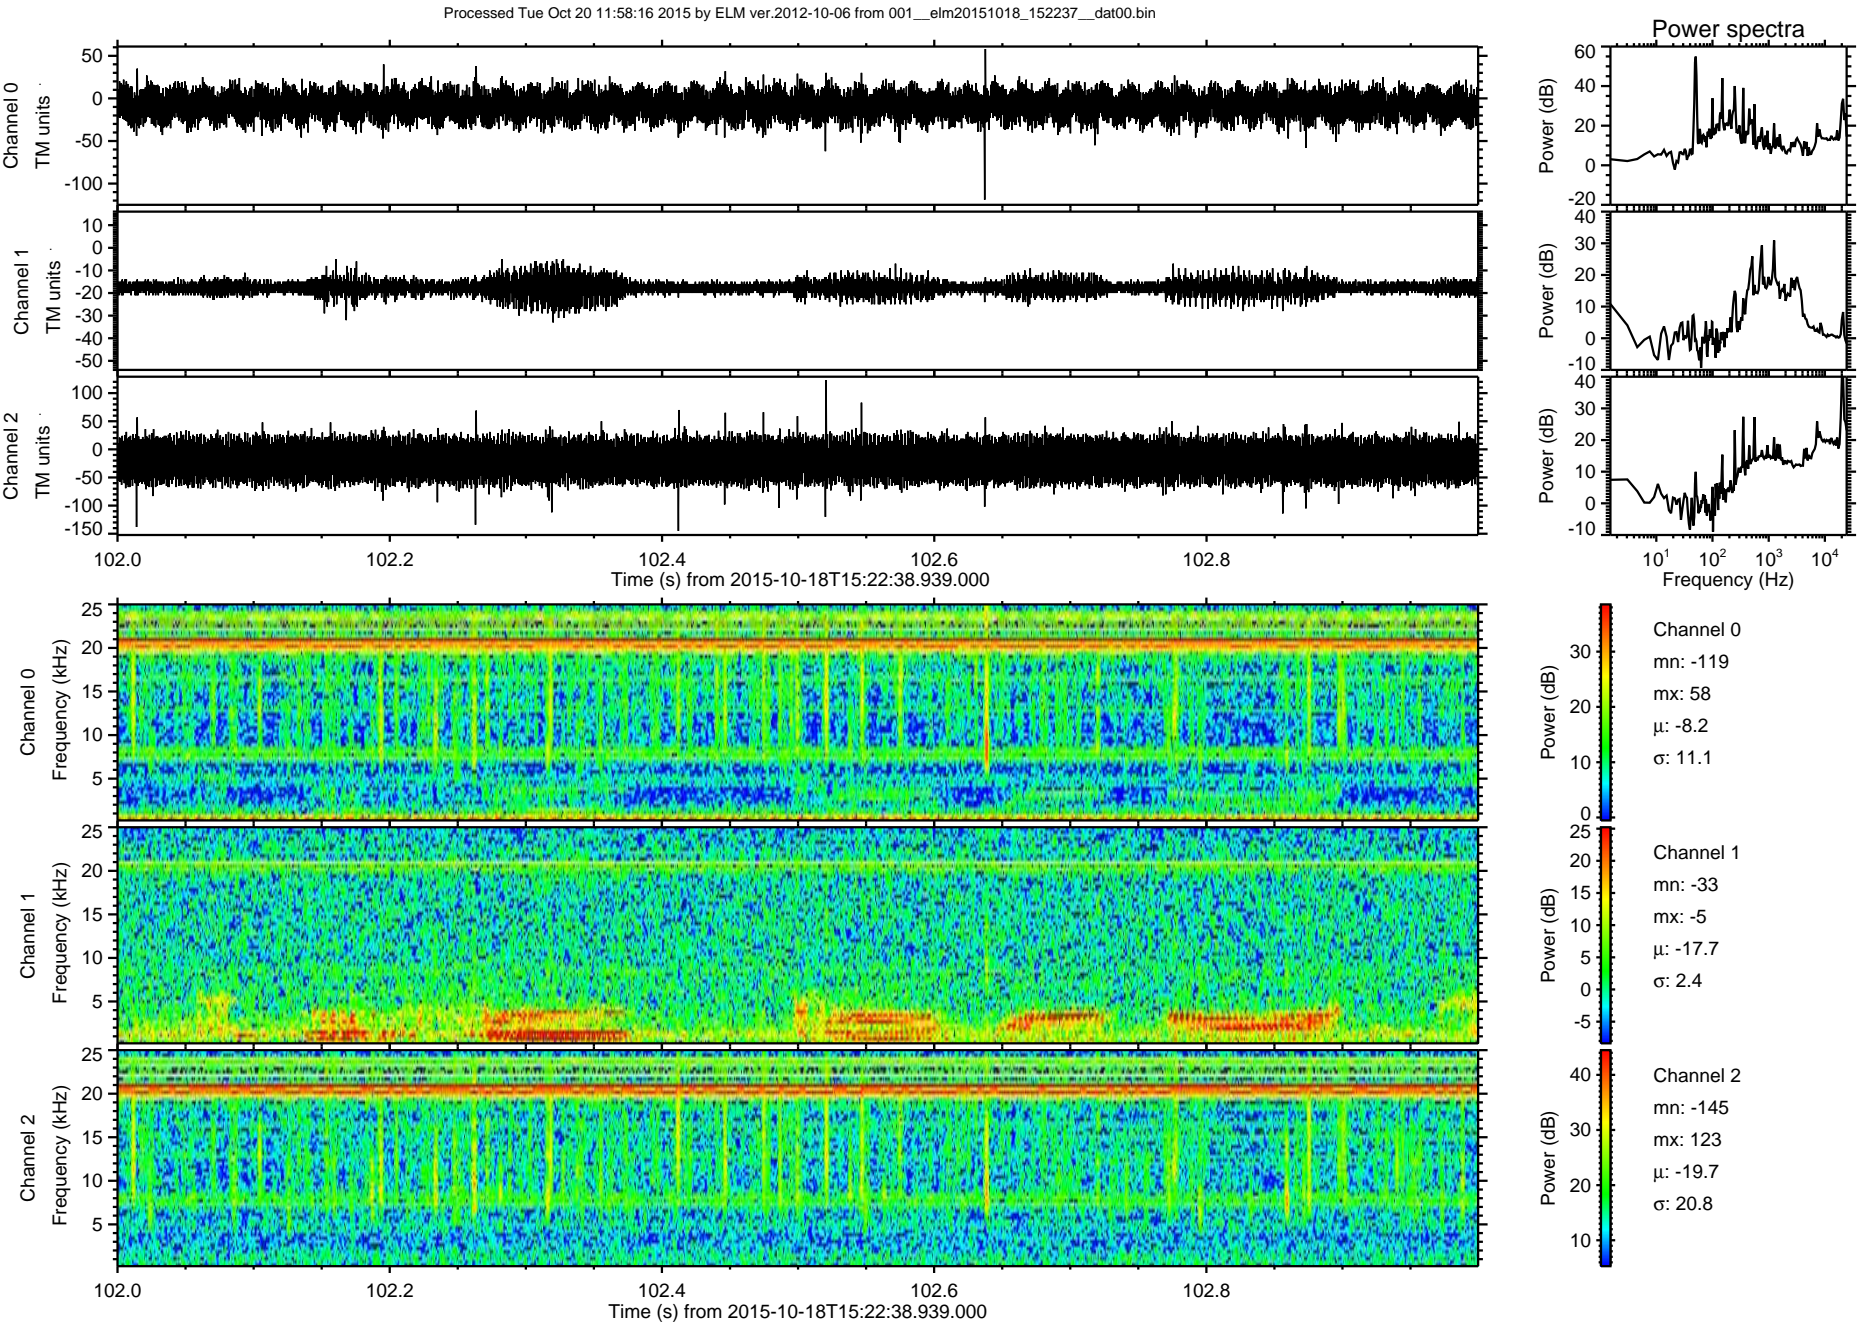 Processed Tue Oct 20 11:58:16 2015 by ELM ver.2012-10-06 from 001__elm20151018_152237__dat00.bin
Power spectra
Channel 0
TM units
50
0
-50
-100
Power (dB)
60
40
20
0
-20
Channel 1
TM units
10
0
-10
-20
-30
-40
-50
Power (dB)
40
30
20
10
0
-10
Channel 2
TM units
100
50
0
-50
-100
-150
Power (dB)
40
30
20
10
0
-10
102.0 102.2 102.4 102.6 102.8
Time (s) from 2015-10-18T15:22:38.939.000
10¹ 10² 10³ 10⁴
Frequency (Hz)
Channel 0
Frequency (kHz)
25
20
15
10
5
Power (dB)
30
20
10
0
Channel 0
mn: -119
mx: 58
μ: -8.2
σ: 11.1
Channel 1
Frequency (kHz)
25
20
15
10
5
Power (dB)
25
20
15
10
5
0
-5
Channel 1
mn: -33
mx: -5
μ: -17.7
σ: 2.4
Channel 2
Frequency (kHz)
25
20
15
10
5
Power (dB)
40
30
20
10
Channel 2
mn: -145
mx: 123
μ: -19.7
σ: 20.8
102.0 102.2 102.4 102.6 102.8
Time (s) from 2015-10-18T15:22:38.939.000